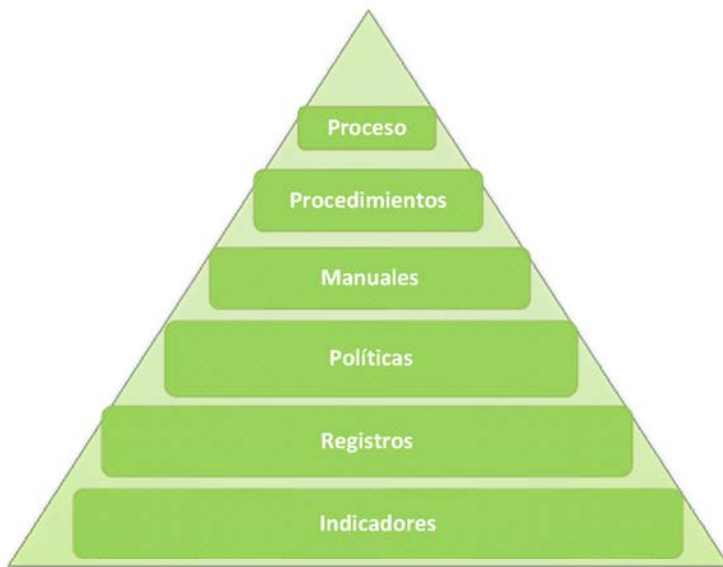 Proceso
Procedimientos
Manuales
Políticas
Registros
Indicadores